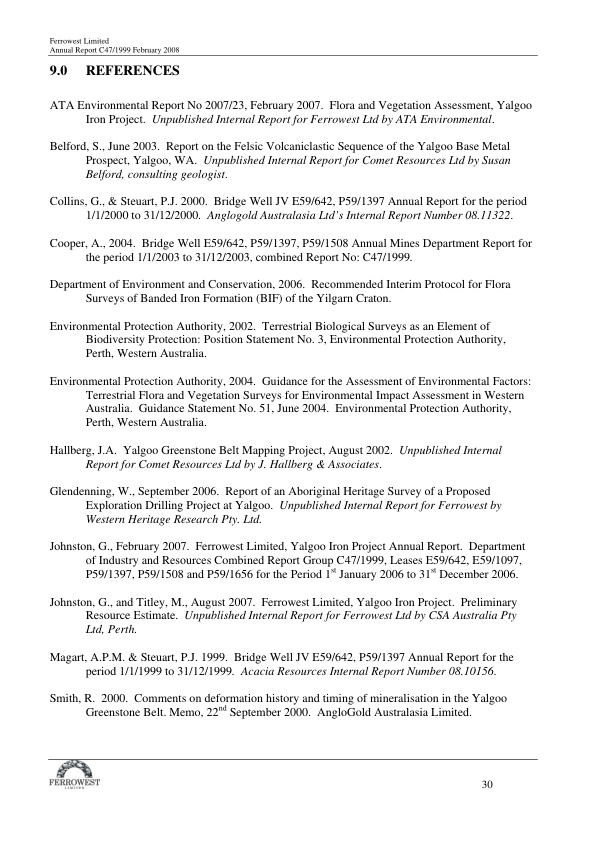 Ferrowest Limited
Annual Report C47/1999 February 2008
9.0 REFERENCES
ATA Environmental Report No 2007/23, February 2007. Flora and Vegetation Assessment, Yalgoo
Iron Project. Unpublished Internal Report for Ferrowest Ltd by ATA Environmental.
Belford, S., June 2003. Report on the Felsic Volcaniclastic Sequence of the Yalgoo Base Metal
Prospect, Yalgoo, WA. Unpublished Internal Report for Comet Resources Ltd by Susan
Belford, consulting geologist.
Collins, G., & Steuart, P.J. 2000. Bridge Well JV E59/642, P59/1397 Annual Report for the period
1/1/2000 to 31/12/2000. Anglogold Australasia Ltd's Internal Report Number 08.11322.
Cooper, A., 2004. Bridge Well E59/642, P59/1397, P59/1508 Annual Mines Department Report for
the period 1/1/2003 to 31/12/2003, combined Report No: C47/1999.
Department of Environment and Conservation, 2006. Recommended Interim Protocol for Flora
Surveys of Banded Iron Formation (BIF) of the Yilgarn Craton.
Environmental Protection Authority, 2002. Terrestrial Biological Surveys as an Element of
Biodiversity Protection: Position Statement No. 3, Environmental Protection Authority,
Perth, Western Australia.
Environmental Protection Authority, 2004. Guidance for the Assessment of Environmental Factors:
Terrestrial Flora and Vegetation Surveys for Environmental Impact Assessment in Western
Australia. Guidance Statement No. 51, June 2004. Environmental Protection Authority,
Perth, Western Australia.
Hallberg, J.A. Yalgoo Greenstone Belt Mapping Project, August 2002. Unpublished Internal
Report for Comet Resources Ltd by J. Hallberg & Associates.
Glendenning, W., September 2006. Report of an Aboriginal Heritage Survey of a Proposed
Exploration Drilling Project at Yalgoo. Unpublished Internal Report for Ferrowest by
Western Heritage Research Pty. Ltd.
Johnston, G., February 2007. Ferrowest Limited, Yalgoo Iron Project Annual Report. Department
of Industry and Resources Combined Report Group C47/1999, Leases E59/642, E59/1097,
P59/1397, P59/1508 and P59/1656 for the Period 1st January 2006 to 31st December 2006.
Johnston, G., and Titley, M., August 2007. Ferrowest Limited, Yalgoo Iron Project. Preliminary
Resource Estimate. Unpublished Internal Report for Ferrowest Ltd by CSA Australia Pty
Ltd, Perth.
Magart, A.P.M. & Steuart, P.J. 1999. Bridge Well JV E59/642, P59/1397 Annual Report for the
period 1/1/1999 to 31/12/1999. Acacia Resources Internal Report Number 08.10156.
Smith, R. 2000. Comments on deformation history and timing of mineralisation in the Yalgoo
Greenstone Belt. Memo, 22nd September 2000. AngloGold Australasia Limited.
FERROWEST
LIMITED
30